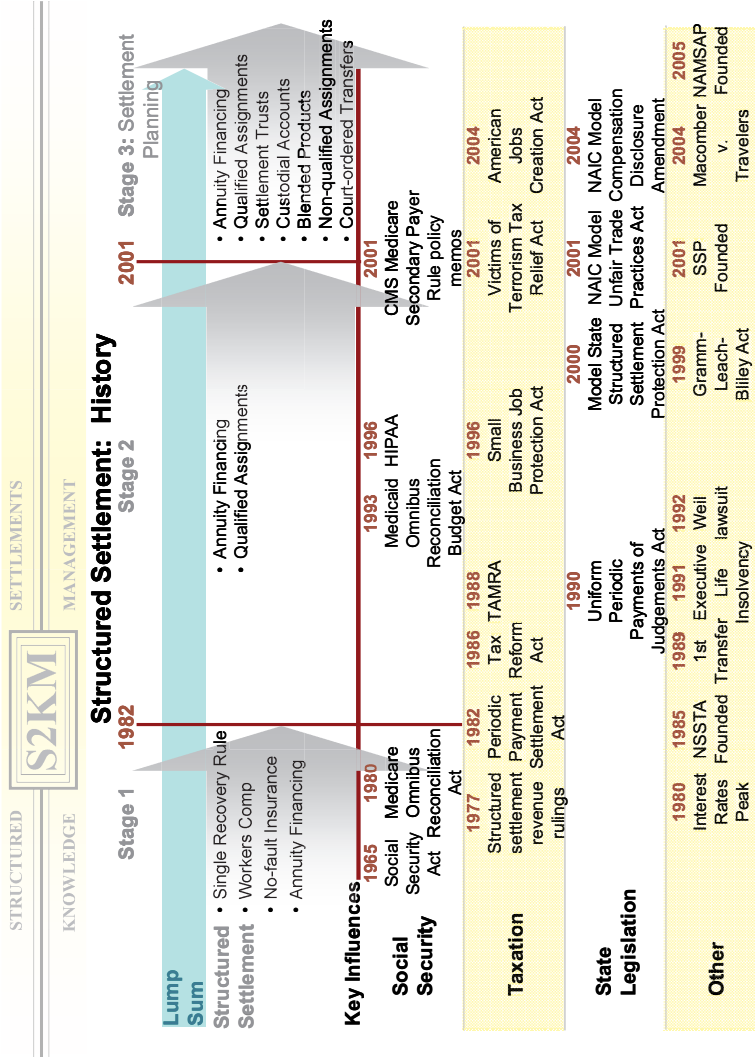 STRUCTURED SETTLEMENTS
S2KM
KNOWLEDGE MANAGEMENT
Structured Settlement: History
Stage 1
1982
Stage 2
2001
Stage 3: Settlement
Planning
Lump
Sum
Structured
Settlement
• Single Recovery Rule
• Workers Comp
• No-fault Insurance
• Annuity Financing
• Annuity Financing
• Qualified Assignments
• Annuity Financing
• Qualified Assignments
• Settlement Trusts
• Custodial Accounts
• Blended Products
• Non-qualified Assignments
• Court-ordered Transfers
Key Influences
Social
Security
1965
Social
Security
Act
1980
Medicare
Omnibus
Reconciliation
Act
1993
Medicaid
Omnibus
Reconciliation
Budget Act
1996
HIPAA
2001
CMS Medicare
Secondary Payer
Rule policy
memos
Taxation
1977
Structured
settlement
revenue
rulings
1982
Periodic
Payment
Settlement
Act
1986
Tax
Reform
Act
1988
TAMRA
1996
Small
Business Job
Protection Act
2001
Victims of
Terrorism Tax
Relief Act
2004
American
Jobs
Creation Act
State
Legislation
1990
Uniform
Periodic
Payments of
Judgements Act
2000
Model State
Structured
Settlement
Protection Act
2001
NAIC Model
Unfair Trade
Practices Act
2004
NAIC Model
Compensation
Disclosure
Amendment
Other
1980
Interest
Rates
Peak
1985
NSSTA
Founded
1989
1st
Transfer
1991
Executive
Life
Insolvency
1992
Weil
lawsuit
1999
Gramm-
Leach-
Bliley Act
2001
SSP
Founded
2004
Macomber
v.
Travelers
2005
NAMSAP
Founded